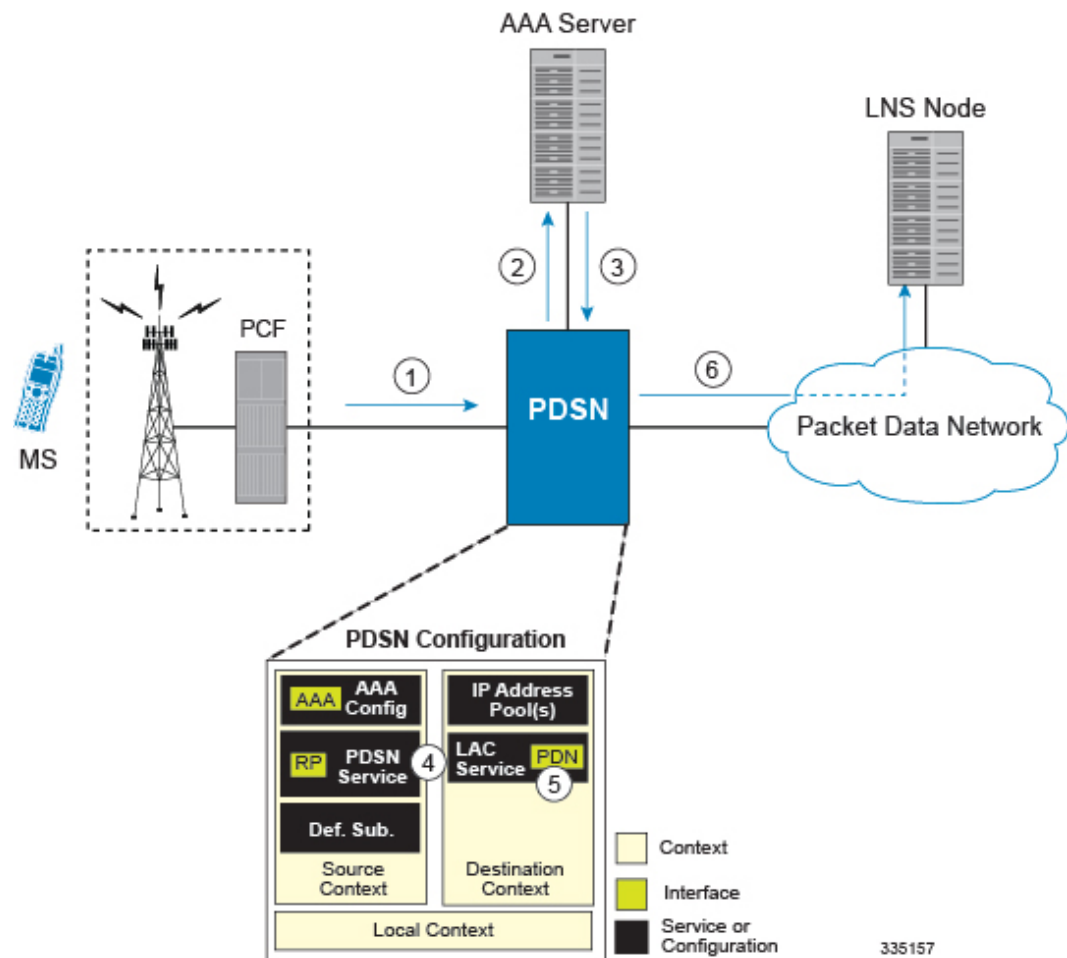 AAA Server
LNS Node
PCF
MS
1
2
3
6
PDSN
Packet Data Network
PDSN Configuration
AAA
AAA
Config
RP
PDSN
Service
4
Def. Sub.
Source
Context
IP Address
Pool(s)
LAC
Service
PDN
5
Destination
Context
Local Context
Context
Interface
Service or
Configuration
335157